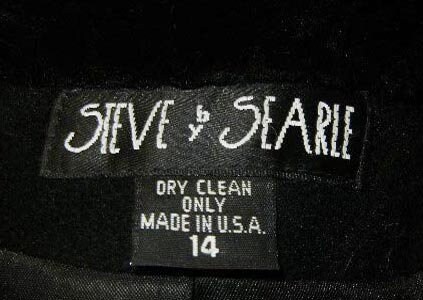 STEVE by SEARLE
DRY CLEAN
ONLY
MADE IN U.S.A.
14